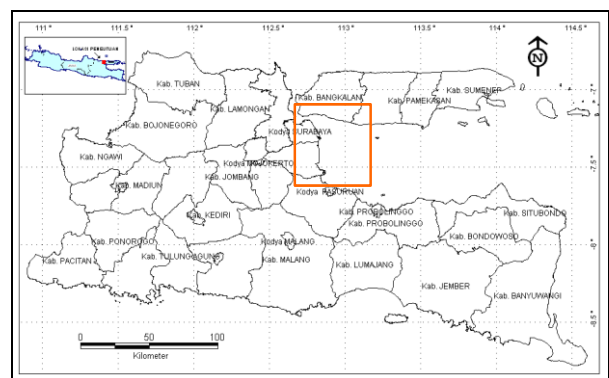 111 °
111.5 °
112 °
112.5 °
113 °
113.5 °
114 °
114.5 °
N
Kab. TUBAN
Kab. LAMONGAN
Kab. BANGKALAN
Kab. PAMEKASAN
Kab. SUMENEP
-7 °
Kab. BOJONEGORO
Kodya SURABAYA
Kab. NGAWI
Kodya MOJOKERTO
-7.5 °
Kab. MADIUN
Kab. JOMBANG
Kodya PASURUAN
Kab. KEDIRI
Kab. PROBOLINGGO
Kab. PROBOLINGGO
Kab. SITUBONDO
Kab. PONOROGO
Kodya MALANG
Kab. BONDOWOSO
-8 °
Kab. PACITAN
Kab. TULUNGAGUNG
Kab. MALANG
Kab. LUMAJANG
Kab. JEMBER
Kab. BANYUWANGI
-8.5 °
0 50 100
Kilometer